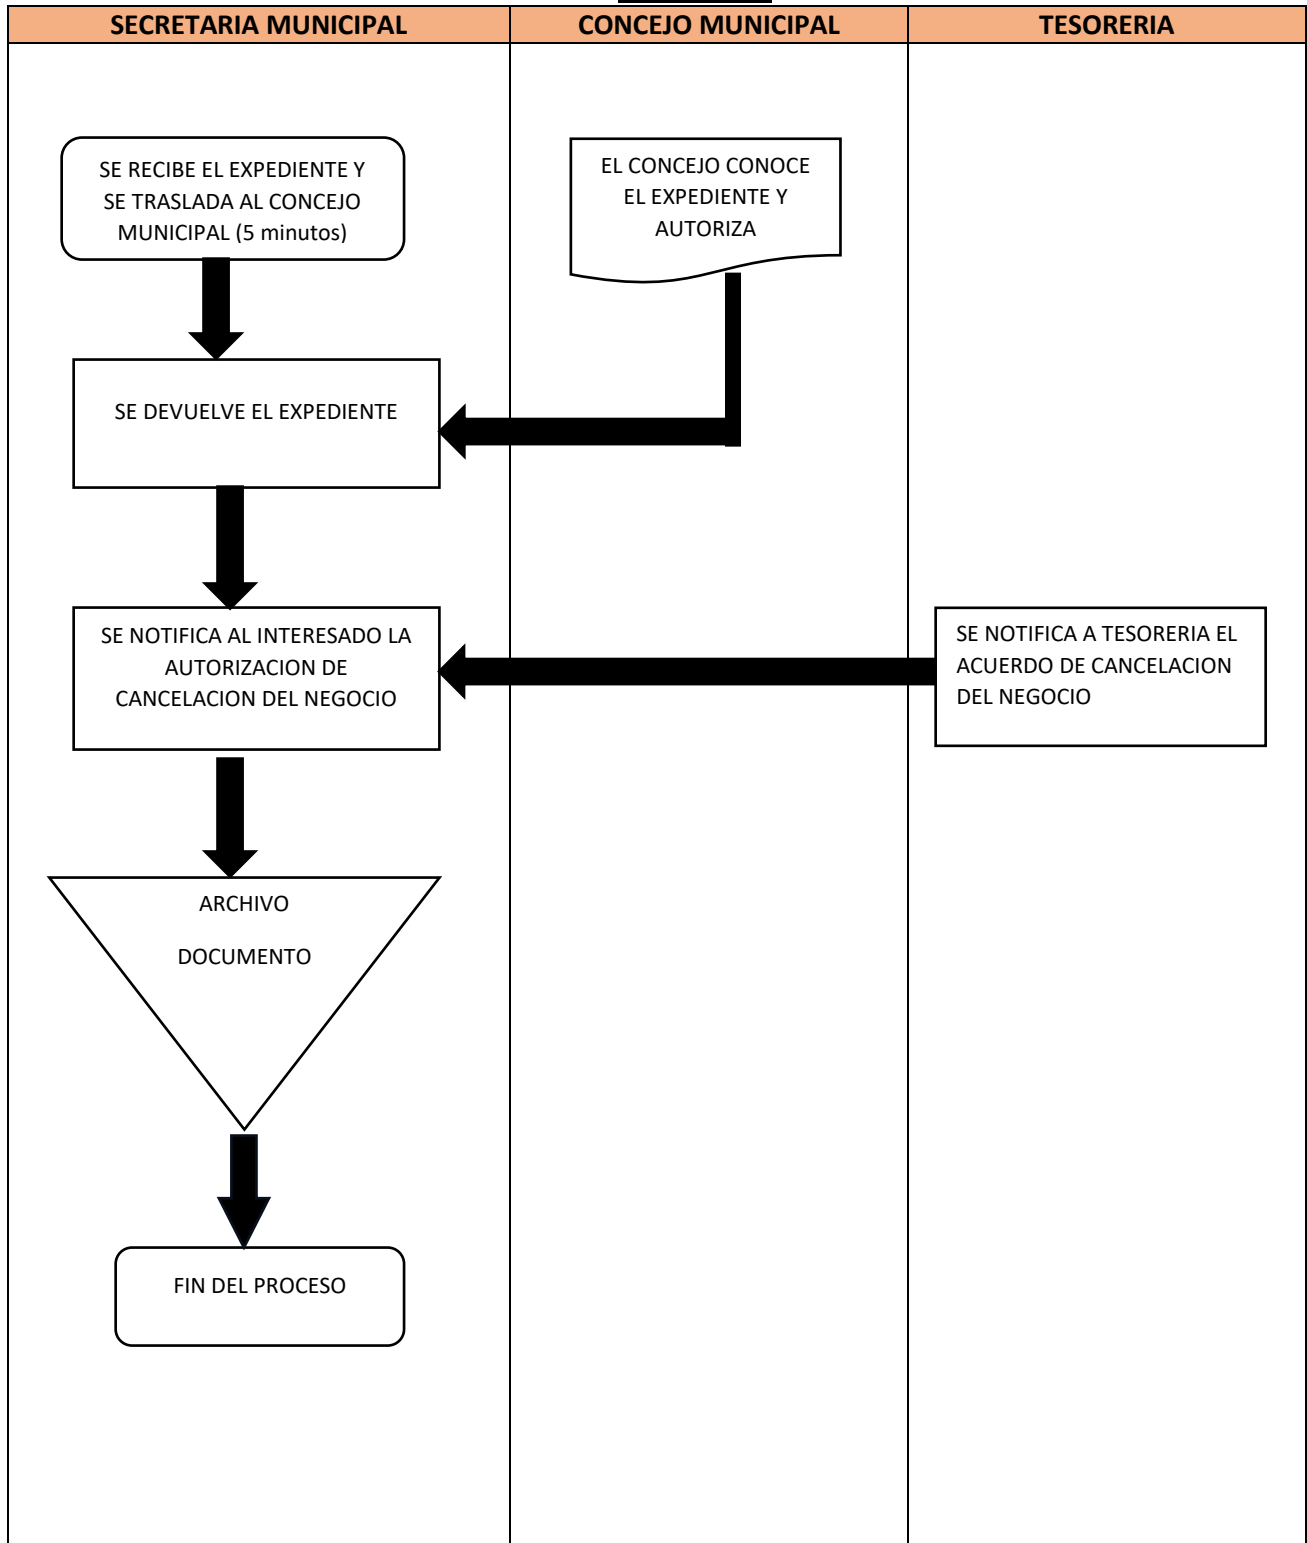 SECRETARIA MUNICIPAL
CONCEJO MUNICIPAL
TESORERIA
SE RECIBE EL EXPEDIENTE Y
SE TRASLADA AL CONCEJO
MUNICIPAL (5 minutos)
EL CONCEJO CONOCE
EL EXPEDIENTE Y
AUTORIZA
SE DEVUELVE EL EXPEDIENTE
SE NOTIFICA AL INTERESADO LA
AUTORIZACION DE
CANCELACION DEL NEGOCIO
SE NOTIFICA A TESORERIA EL
ACUERDO DE CANCELACION
DEL NEGOCIO
ARCHIVO
DOCUMENTO
FIN DEL PROCESO